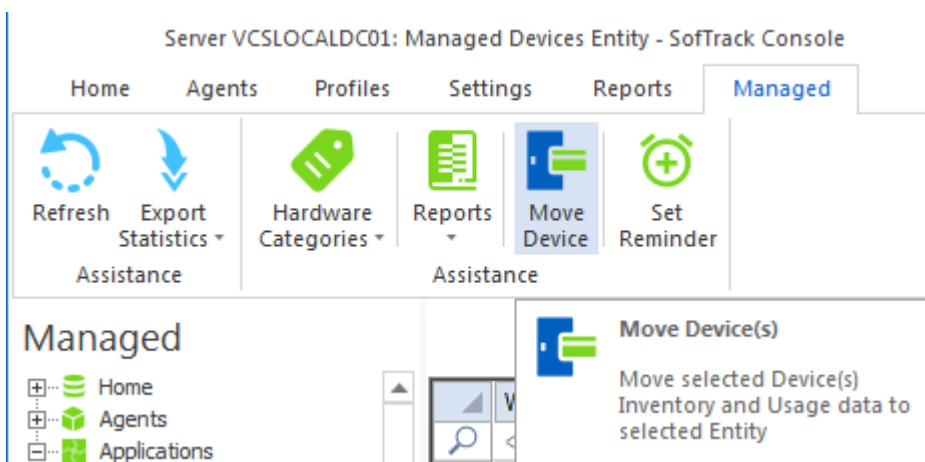 Server VCSLOCALDC01: Managed Devices Entity - SofTrack Console
Home Agents Profiles Settings Reports Managed
Refresh Export Hardware Reports Move Set
Statistics Categories Device Reminder
Assistance Assistance
Managed
Move Device(s)
Home
Move selected Device(s)
Agents
Inventory and Usage data to
Applications
selected Entity